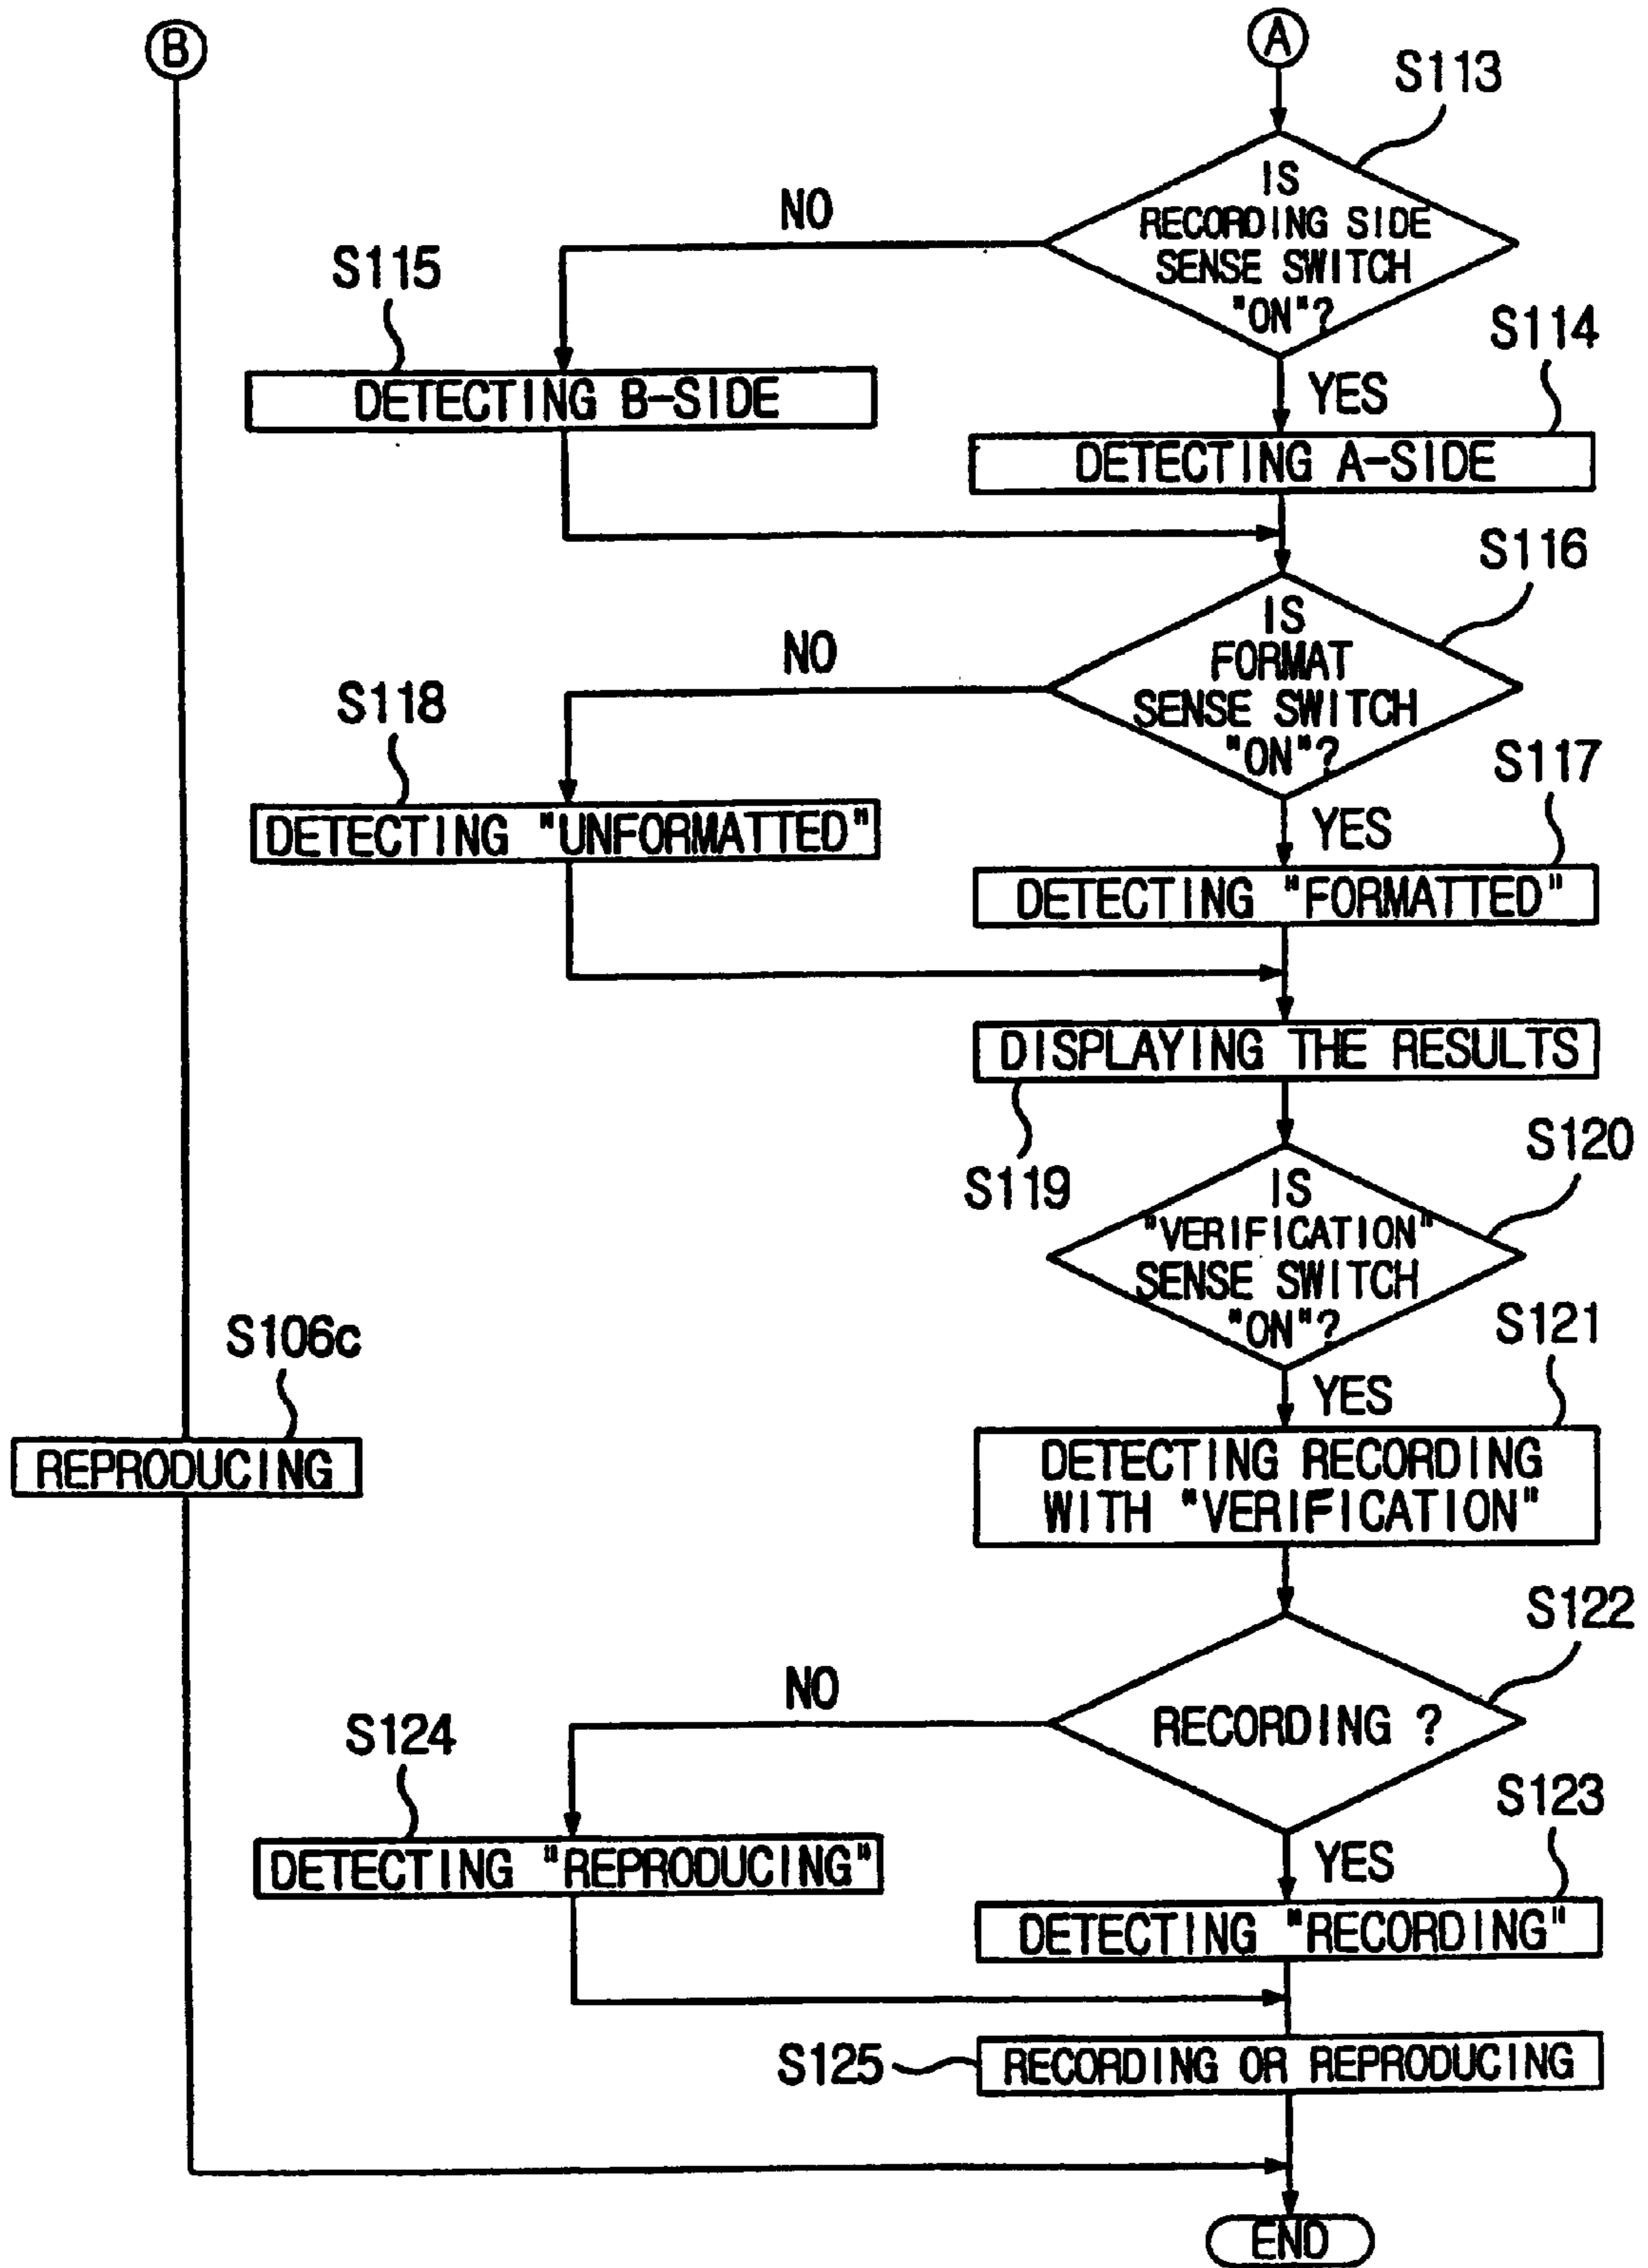 B
A
S113
IS
RECORDING SIDE
SENSE SWITCH
"ON"?
NO
S115
S114
YES
DETECTING B-SIDE
DETECTING A-SIDE
S116
IS
FORMAT
SENSE SWITCH
"ON"?
NO
S118
S117
YES
DETECTING "UNFORMATTED"
DETECTING "FORMATTED"
DISPLAYING THE RESULTS
S119
S120
IS
"VERIFICATION"
SENSE SWITCH
"ON"?
S106c
S121
YES
REPRODUCING
DETECTING RECORDING
WITH "VERIFICATION"
S122
NO
RECORDING ?
S124
S123
YES
DETECTING "REPRODUCING"
DETECTING "RECORDING"
S125
RECORDING OR REPRODUCING
END